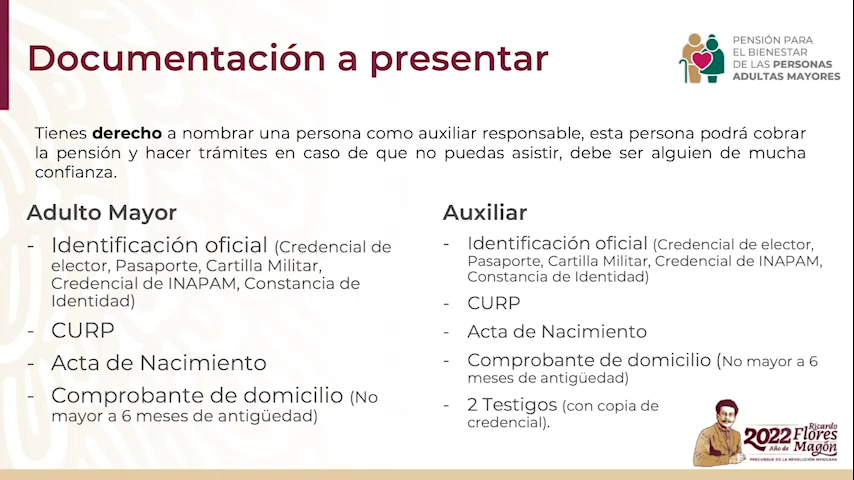 Documentación a presentar
PENSIÓN PARA
EL BIENESTAR
DE LAS PERSONAS
ADULTAS MAYORES
Tienes derecho a nombrar una persona como auxiliar responsable, esta persona podrá cobrar
la pensión y hacer trámites en caso de que no puedas asistir, debe ser alguien de mucha
confianza.
Adulto Mayor
- Identificación oficial (Credencial de
elector, Pasaporte, Cartilla Militar,
Credencial de INAPAM, Constancia de
Identidad)
- CURP
- Acta de Nacimiento
- Comprobante de domicilio (No
mayor a 6 meses de antigüedad)
Auxiliar
- Identificación oficial (Credencial de elector,
Pasaporte, Cartilla Militar, Credencial de INAPAM,
Constancia de Identidad)
- CURP
- Acta de Nacimiento
- Comprobante de domicilio (No mayor a 6
meses de antigüedad)
- 2 Testigos (con copia de
credencial).
2022 Ricardo
Año de Flores
Magón
PRECURSOR DE LA REVOLUCIÓN MEXICANA